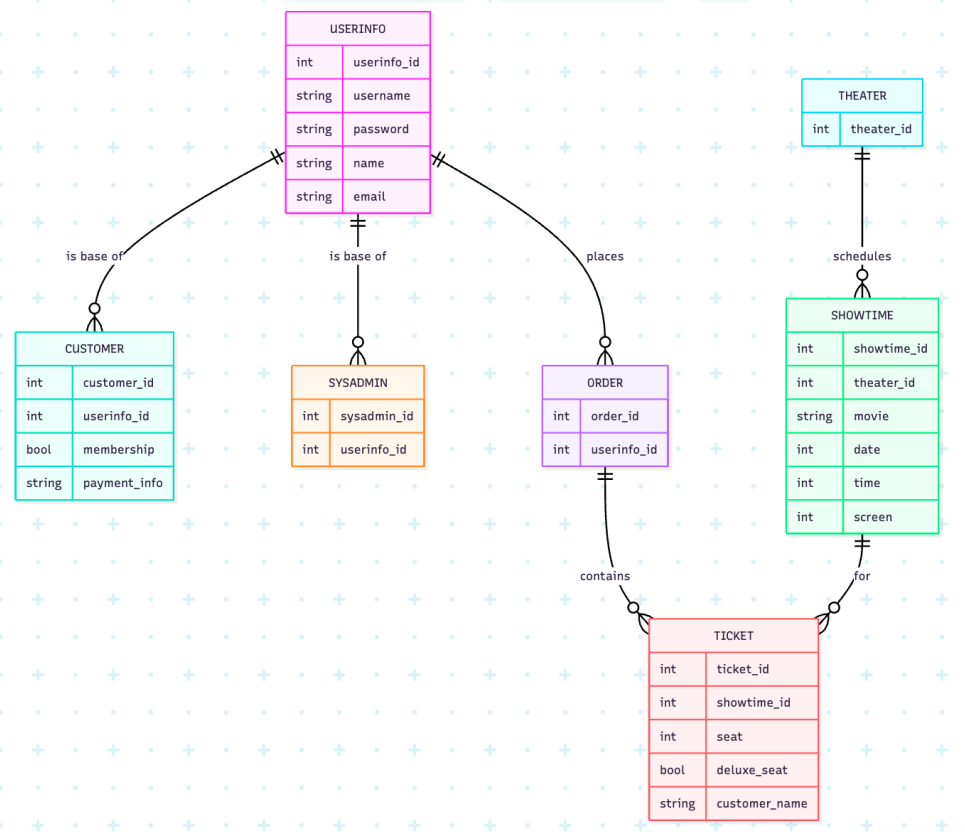 USERINFO
int userinfo_id
string username
string password
string name
string email
THEATER
int theater_id
is base of
is base of
places
schedules
CUSTOMER
int customer_id
int userinfo_id
bool membership
string payment_info
SYSADMIN
int sysadmin_id
int userinfo_id
ORDER
int order_id
int userinfo_id
SHOWTIME
int showtime_id
int theater_id
string movie
int date
int time
int screen
contains
for
TICKET
int ticket_id
int showtime_id
int seat
bool deluxe_seat
string customer_name